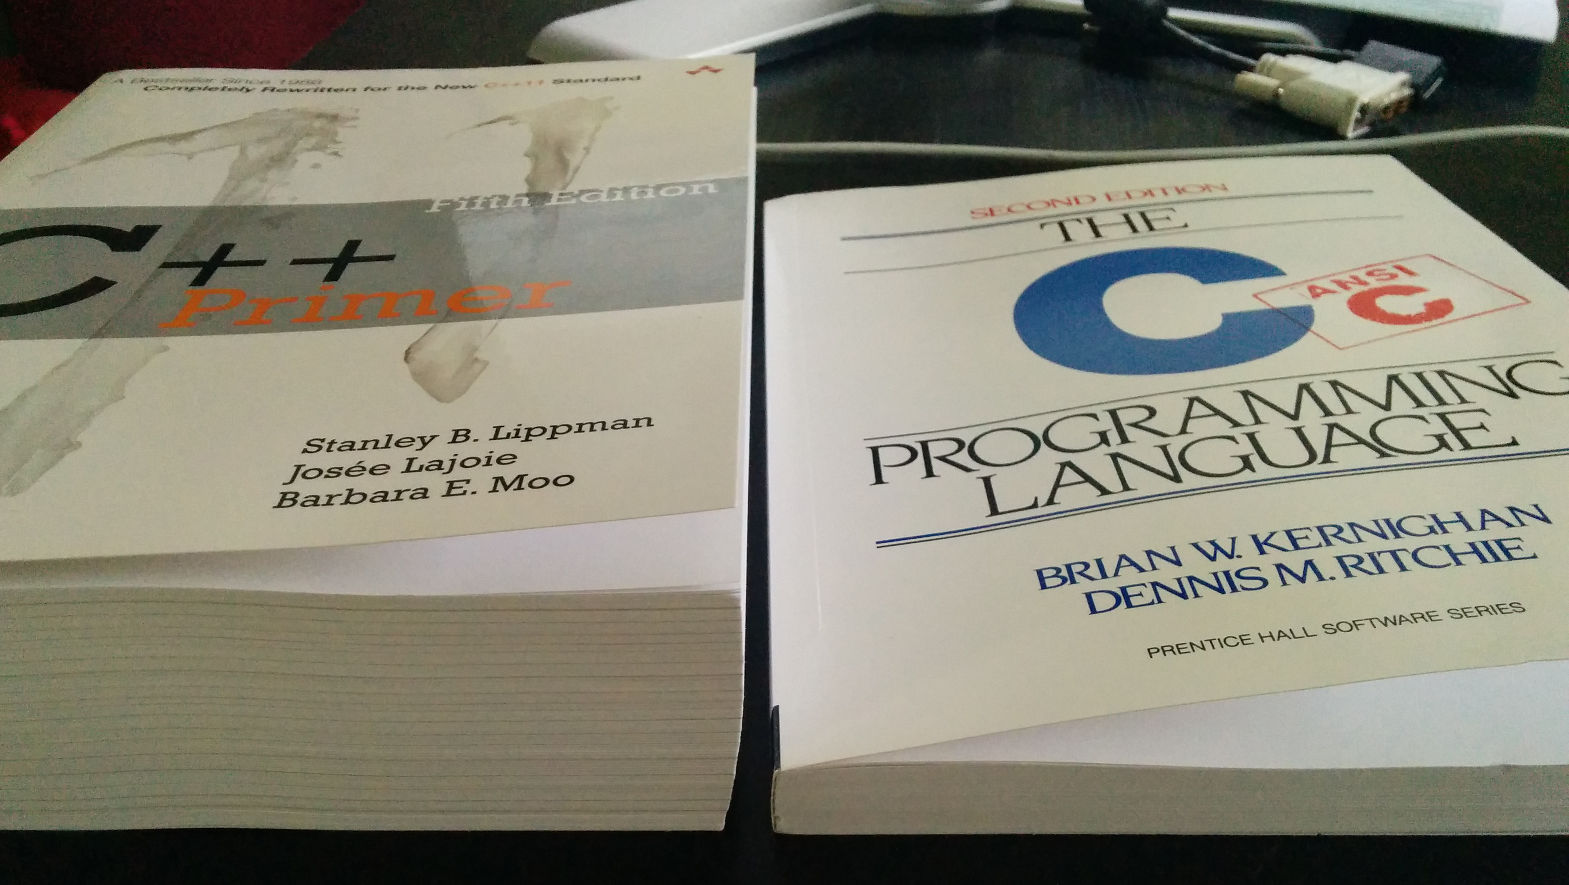 A Bestseller Since 1986
Completely Rewritten for the New C++11 Standard
Fifth Edition
C++
Primer
Stanley B. Lippman
Josée Lajoie
Barbara E. Moo
SECOND EDITION
THE
C
ANSI
C
PROGRAMMING
LANGUAGE
BRIAN W. KERNIGHAN
DENNIS M. RITCHIE
PRENTICE HALL SOFTWARE SERIES